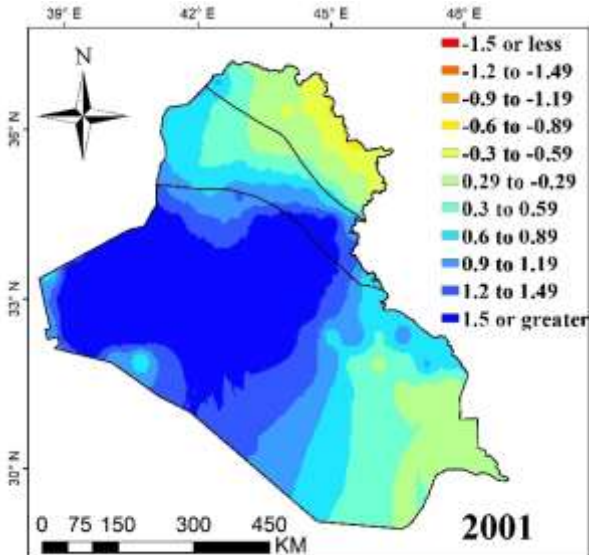 39° E 42° E 45° E 48° E
N
36° N
33° N
30° N
-1.5 or less
-1.2 to -1.49
-0.9 to -1.19
-0.6 to -0.89
-0.3 to -0.59
0.29 to -0.29
0.3 to 0.59
0.6 to 0.89
0.9 to 1.19
1.2 to 1.49
1.5 or greater
0 75 150 300 450
KM
2001